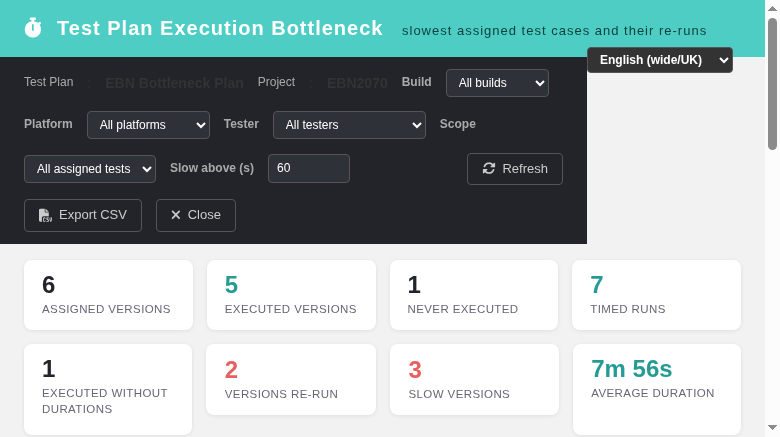 Test Plan Execution Bottleneck slowest assigned test cases and their re-runs
English (wide/UK)
Test Plan : EBN Bottleneck Plan Project : EBN2070 Build All builds
Platform All platforms Tester All testers Scope
All assigned tests Slow above (s) 60 Refresh
Export CSV Close
6 5 1 7
ASSIGNED VERSIONS EXECUTED VERSIONS NEVER EXECUTED TIMED RUNS
1 2 3 7m 56s
EXECUTED WITHOUT DURATIONS VERSIONS RE-RUN SLOW VERSIONS AVERAGE DURATION